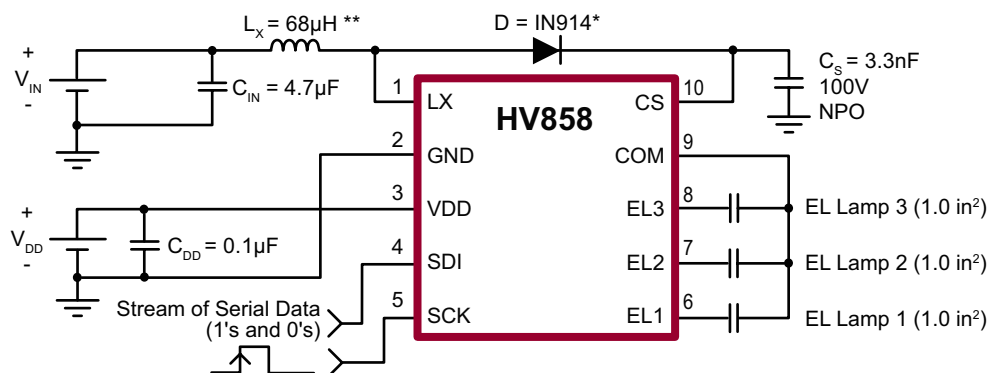 Lx = 68µH **
D = IN914*
+
VIN
-
CIN = 4.7µF
CS = 3.3nF
100V
NPO
HV858
1
LX
10
CS
2
GND
9
COM
3
VDD
8
EL3
EL Lamp 3 (1.0 in²)
+
VDD
-
CDD = 0.1µF
4
SDI
7
EL2
EL Lamp 2 (1.0 in²)
Stream of Serial Data
(1's and 0's)
5
SCK
6
EL1
EL Lamp 1 (1.0 in²)